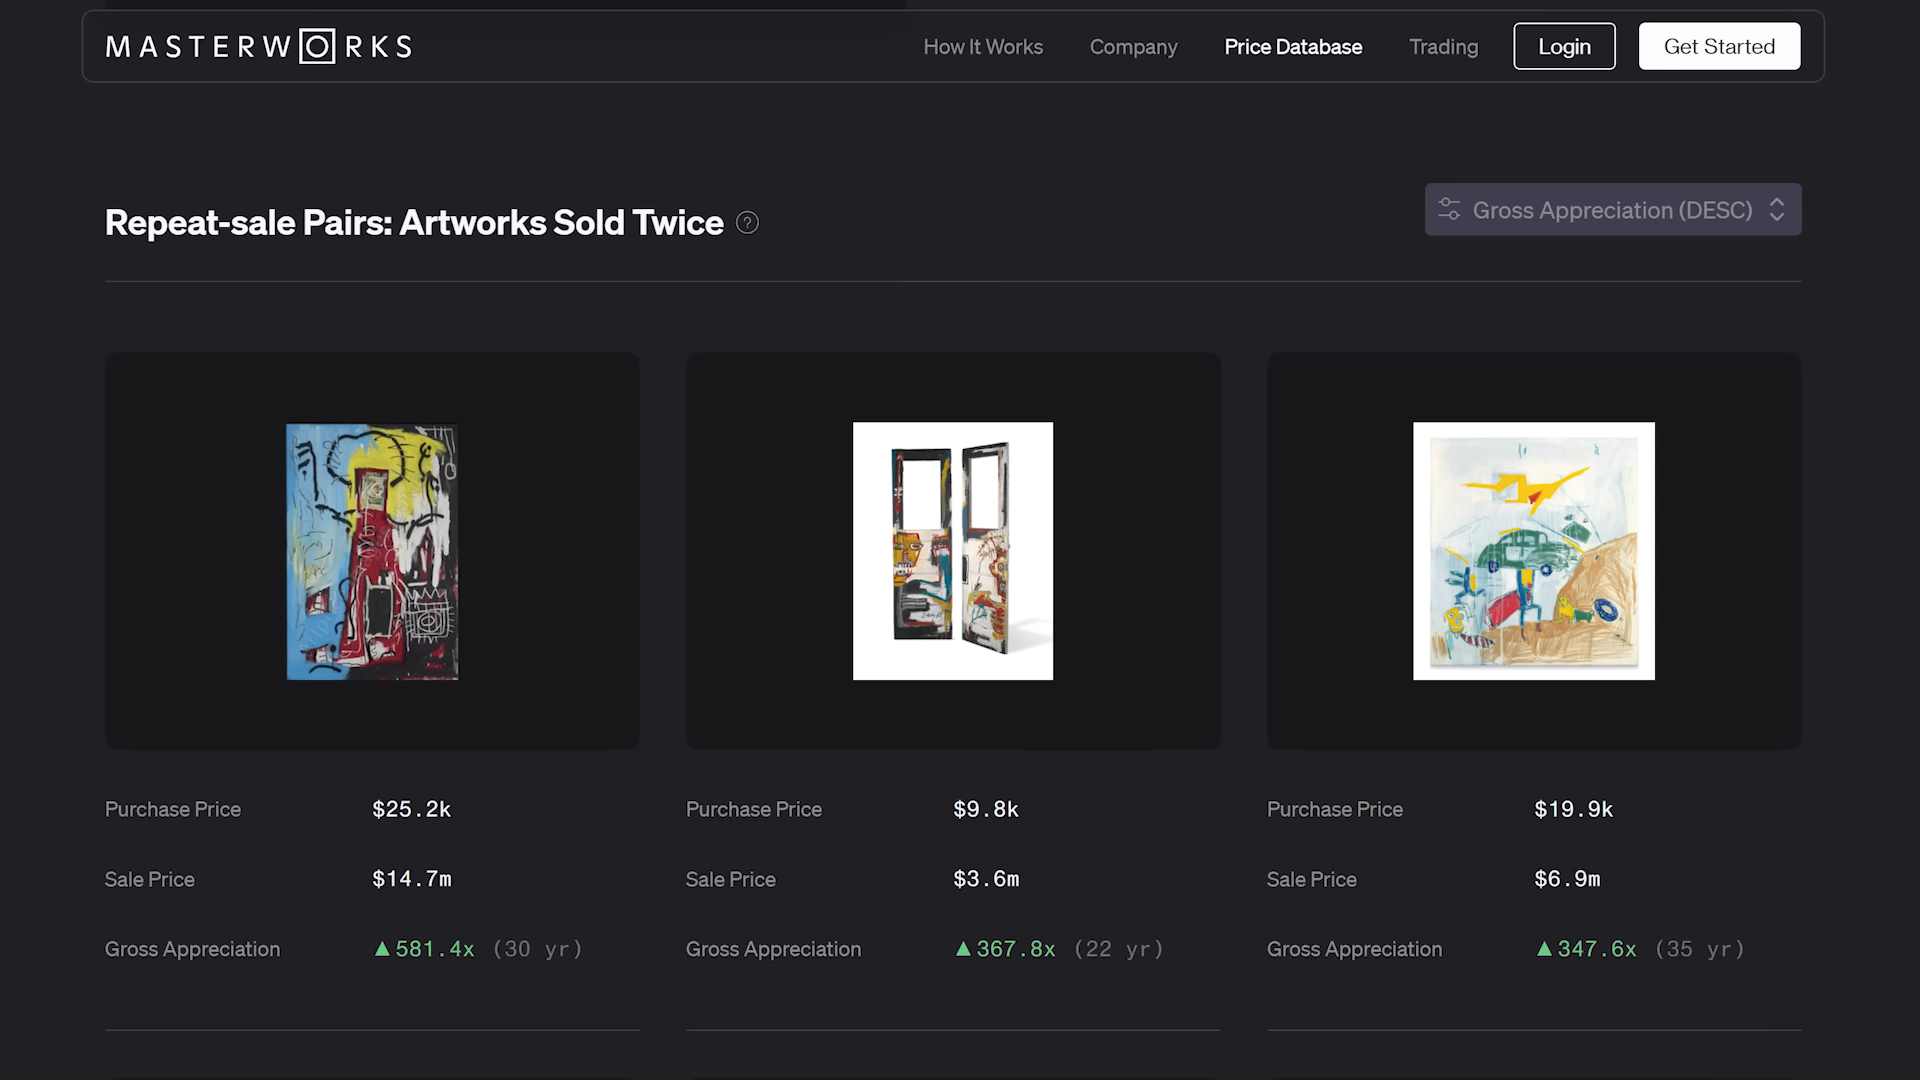 MASTERWORKS
How It Works
Company
Price Database
Trading
Login
Get Started
Repeat-sale Pairs: Artworks Sold Twice ?
Gross Appreciation (DESC)
Purchase Price $25.2k
Sale Price $14.7m
Gross Appreciation ▲581.4x (30 yr)
Purchase Price $9.8k
Sale Price $3.6m
Gross Appreciation ▲367.8x (22 yr)
Purchase Price $19.9k
Sale Price $6.9m
Gross Appreciation ▲347.6x (35 yr)